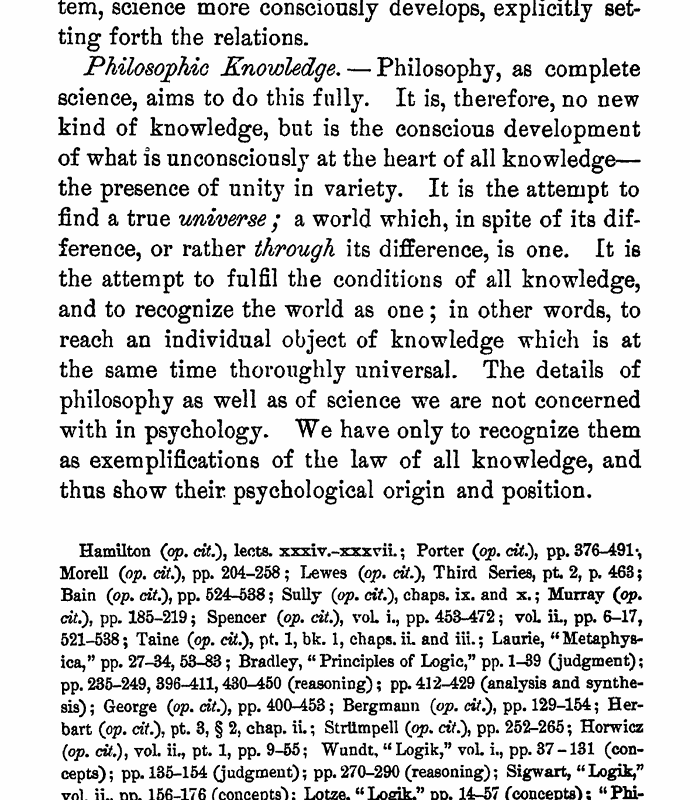 tem, science more consciously develops, explicitly set-
ting forth the relations.
Philosophic Knowledge. — Philosophy, as complete
science, aims to do this fully. It is, therefore, no new
kind of knowledge, but is the conscious development
of what is unconsciously at the heart of all knowledge—
the presence of unity in variety. It is the attempt to
find a true universe; a world which, in spite of its dif-
ference, or rather through its difference, is one. It is
the attempt to fulfil the conditions of all knowledge,
and to recognize the world as one; in other words, to
reach an individual object of knowledge which is at
the same time thoroughly universal. The details of
philosophy as well as of science we are not concerned
with in psychology. We have only to recognize them
as exemplifications of the law of all knowledge, and
thus show their psychological origin and position.
Hamilton (op. cit.), lects. xxxiv.-xxxvii.; Porter (op. cit.), pp. 376-491;
Morell (op. cit.), pp. 204-258; Lewes (op. cit.), Third Series, pt. 2, p. 463;
Bain (op. cit.), pp. 524-538; Sully (op. cit.), chaps. ix. and x.; Murray (op.
cit.), pp. 185-219; Spencer (op. cit.), vol. i., pp. 453-472; vol. ii., pp. 6-17,
521-538; Taine (op. cit.), pt. 1, bk. 1, chaps. ii. and iii.; Laurie, "Metaphys-
ica," pp. 27-34, 53-83; Bradley, "Principles of Logic," pp. 1-39 (judgment);
pp. 235-249, 396-411, 430-450 (reasoning); pp. 412-429 (analysis and synthe-
sis); George (op. cit.), pp. 400-453; Bergmann (op. cit.), pp. 129-154; Her-
bart (op. cit.), pt. 3, § 2, chap. ii.; Strümpell (op. cit.), pp. 252-265; Horwicz
(op. cit.), vol. ii., pt. 1, pp. 9-55; Wundt, "Logik," vol. i., pp. 37-131 (con-
cepts); pp. 135-154 (judgment); pp. 270-290 (reasoning); Sigwart, "Logik,"
vol. ii., pp. 156-176 (concepts); Lotze, "Logik," pp. 14-57 (concepts); "Phi-